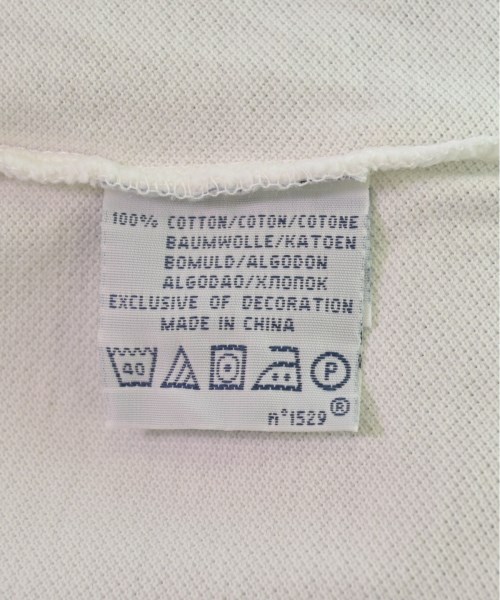 100% COTTON/COTON/COTONE
BAUMWOLLE/KATOEN
BOMULD/ALGODON
ALGODAO/ХЛОПОК
EXCLUSIVE OF DECORATION
MADE IN CHINA
40 P
n°1529 ®